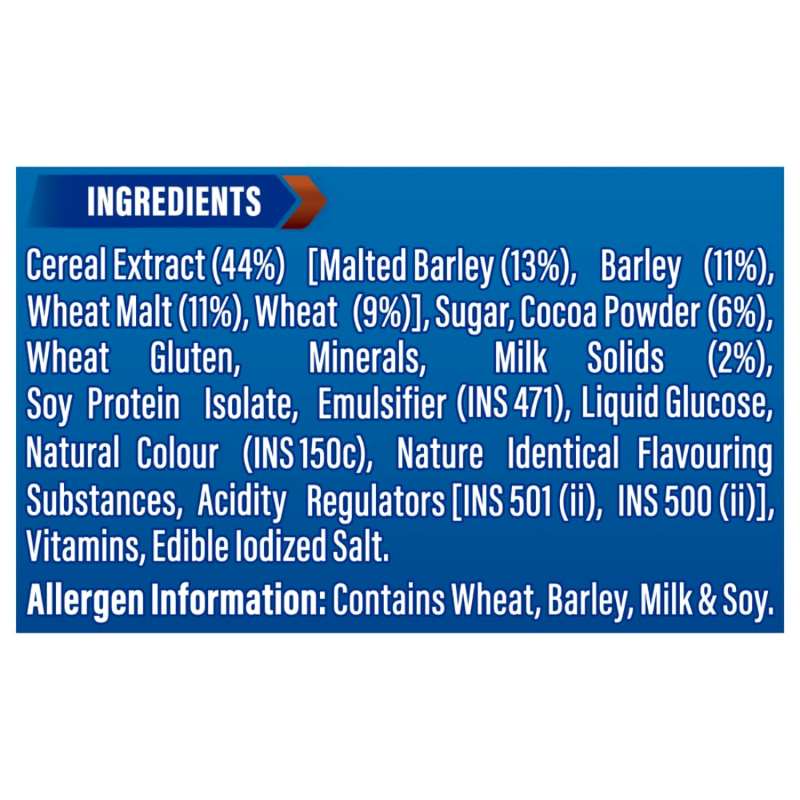 INGREDIENTS
Cereal Extract (44%) [Malted Barley (13%), Barley (11%),
Wheat Malt (11%), Wheat (9%)], Sugar, Cocoa Powder (6%),
Wheat Gluten, Minerals, Milk Solids (2%),
Soy Protein Isolate, Emulsifier (INS 471), Liquid Glucose,
Natural Colour (INS 150c), Nature Identical Flavouring
Substances, Acidity Regulators [INS 501 (ii), INS 500 (ii)],
Vitamins, Edible Iodized Salt.
Allergen Information: Contains Wheat, Barley, Milk & Soy.